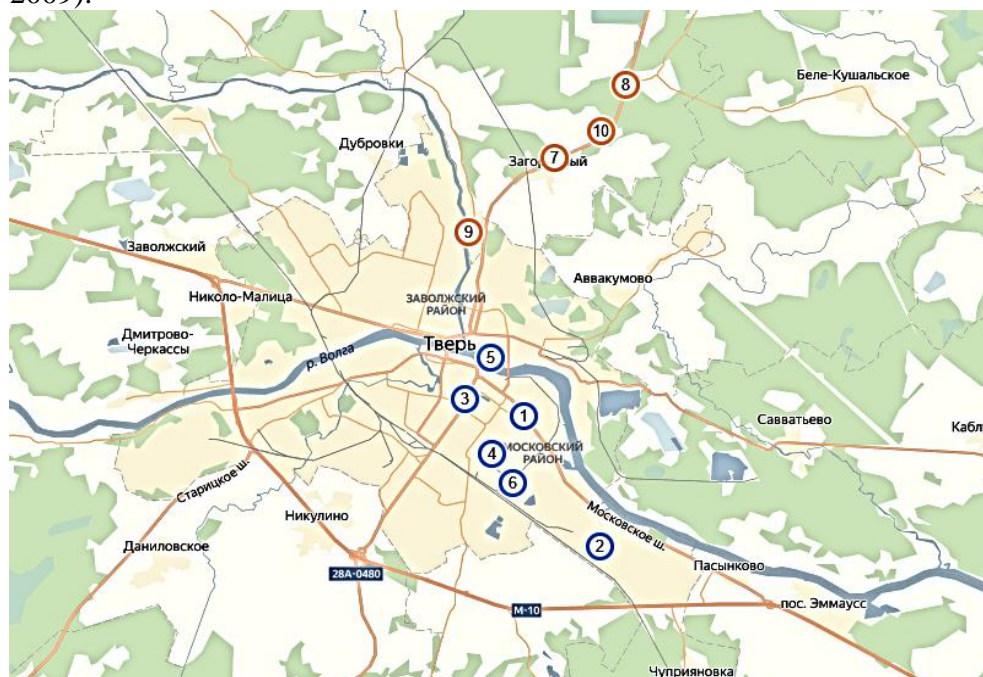 2009).
8
Беле-Кушальское
10
Дубровки
7
Загородный
9
Заволжский
Аввакумово
Николо-Малица
ЗАВОЛЖСКИЙ
РАЙОН
Дмитрово-
Черкассы
Тверь
р. Волга
5
3
1
Савватьево
Кабл
4
МОСКОВСКИЙ
РАЙОН
6
Старицкое ш.
Никулино
Московское ш.
2
Даниловское
Пасынково
28А-0480
М-10
пос. Эммаусс
Чуприяновка